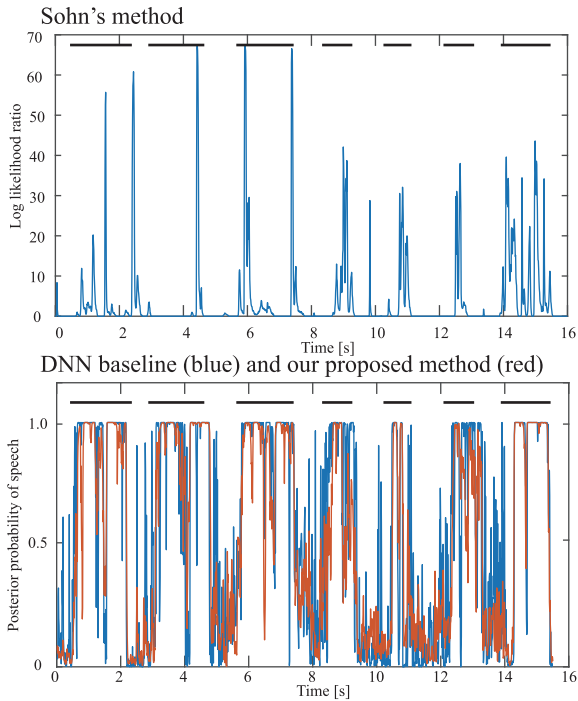 Sohn’s method
Log likelihood ratio
70
60
50
40
30
20
10
0
0 2 4 6 8 10 12 14 16
Time [s]
DNN baseline (blue) and our proposed method (red)
Posterior probability of speech
1.0
0.5
0
0 2 4 6 8 10 12 14 16
Time [s]